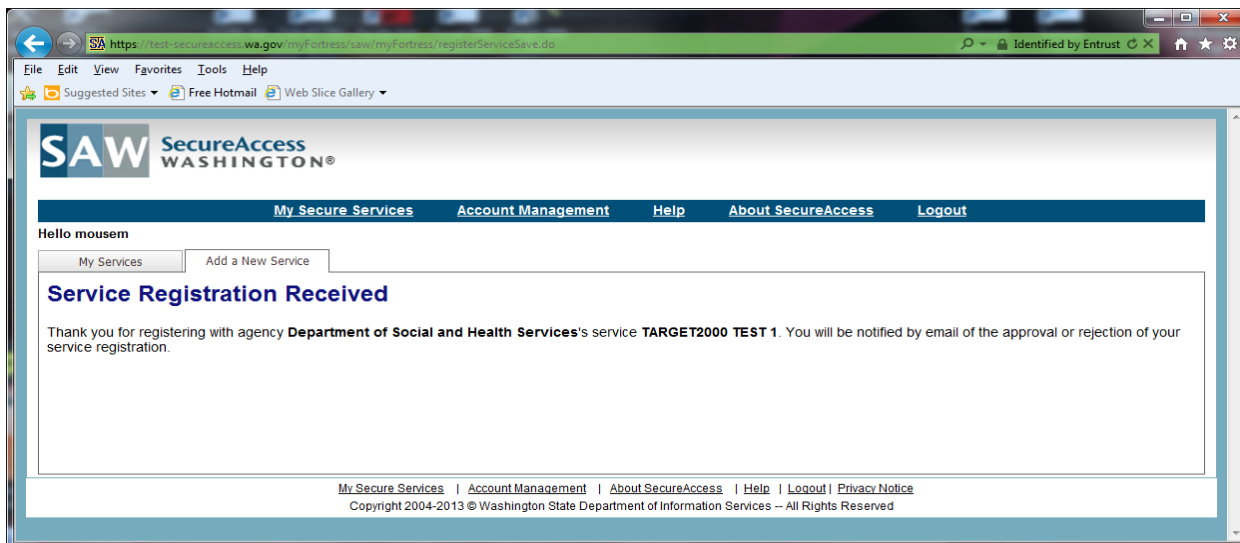 https://test-secureaccess.wa.gov/myFortress/saw/myFortress/registerServiceSave.do Identified by Entrust
File Edit View Favorites Tools Help
Suggested Sites Free Hotmail Web Slice Gallery
SAW SecureAccess
WASHINGTON®
My Secure Services Account Management Help About SecureAccess Logout
Hello mousem
My Services Add a New Service
Service Registration Received
Thank you for registering with agency Department of Social and Health Services's service TARGET2000 TEST 1. You will be notified by email of the approval or rejection of your
service registration.
My Secure Services | Account Management | About SecureAccess | Help | Logout | Privacy Notice
Copyright 2004-2013 © Washington State Department of Information Services -- All Rights Reserved